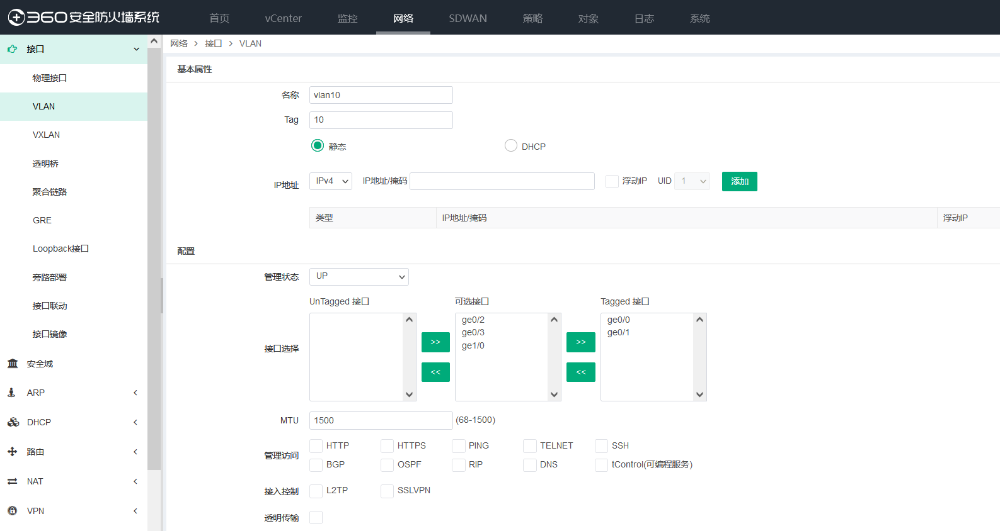 360安全防火墙系统 首页 vCenter 监控 网络 SDWAN 策略 对象 日志 系统
接口
物理接口
VLAN
VXLAN
透明桥
聚合链路
GRE
Loopback接口
旁路部署
接口联动
接口镜像
安全域
ARP
DHCP
路由
NAT
VPN
网络 > 接口 > VLAN
基本属性
名称 vlan10
Tag 10
静态 DHCP
IP地址 IPv4 IP地址/掩码 浮动IP UID 1 添加
类型 IP地址/掩码 浮动IP
配置
管理状态 UP
UnTagged 接口 可选接口 Tagged 接口
接口选择
ge0/2
ge0/3
ge1/0
ge0/0
ge0/1
>> >>
<< <<
MTU 1500 (68-1500)
管理访问
HTTP HTTPS PING TELNET SSH
BGP OSPF RIP DNS tControl(可编程服务)
接入控制 L2TP SSLVPN
透明传输